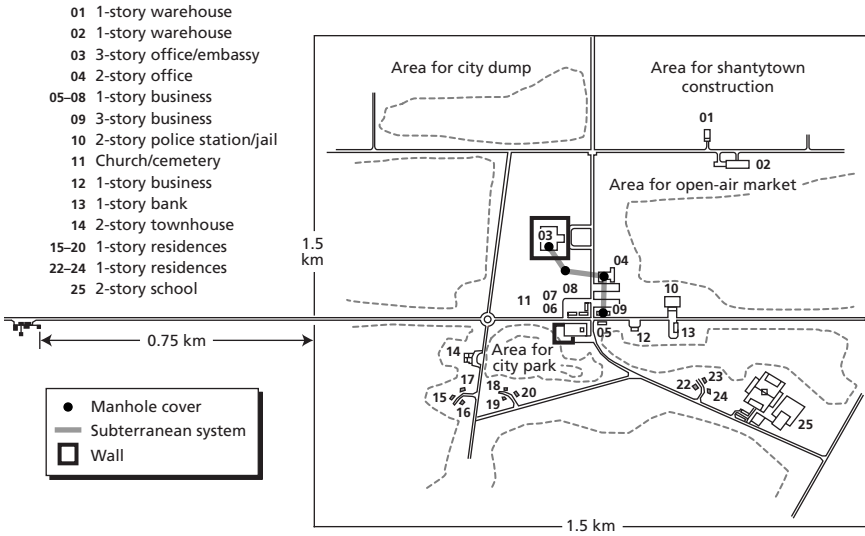 01 1-story warehouse
02 1-story warehouse
03 3-story office/embassy
04 2-story office
05–08 1-story business
09 3-story business
10 2-story police station/jail
11 Church/cemetery
12 1-story business
13 1-story bank
14 2-story townhouse
15–20 1-story residences
22–24 1-story residences
25 2-story school
Area for city dump
Area for shantytown
construction
01
02
Area for open-air market
03
04
1.5
km
08
10
11
07
06
09
05
12
13
0.75 km
14
Area for
city park
17
18
23
15
20
22
16
19
24
25
Manhole cover
Subterranean system
Wall
1.5 km